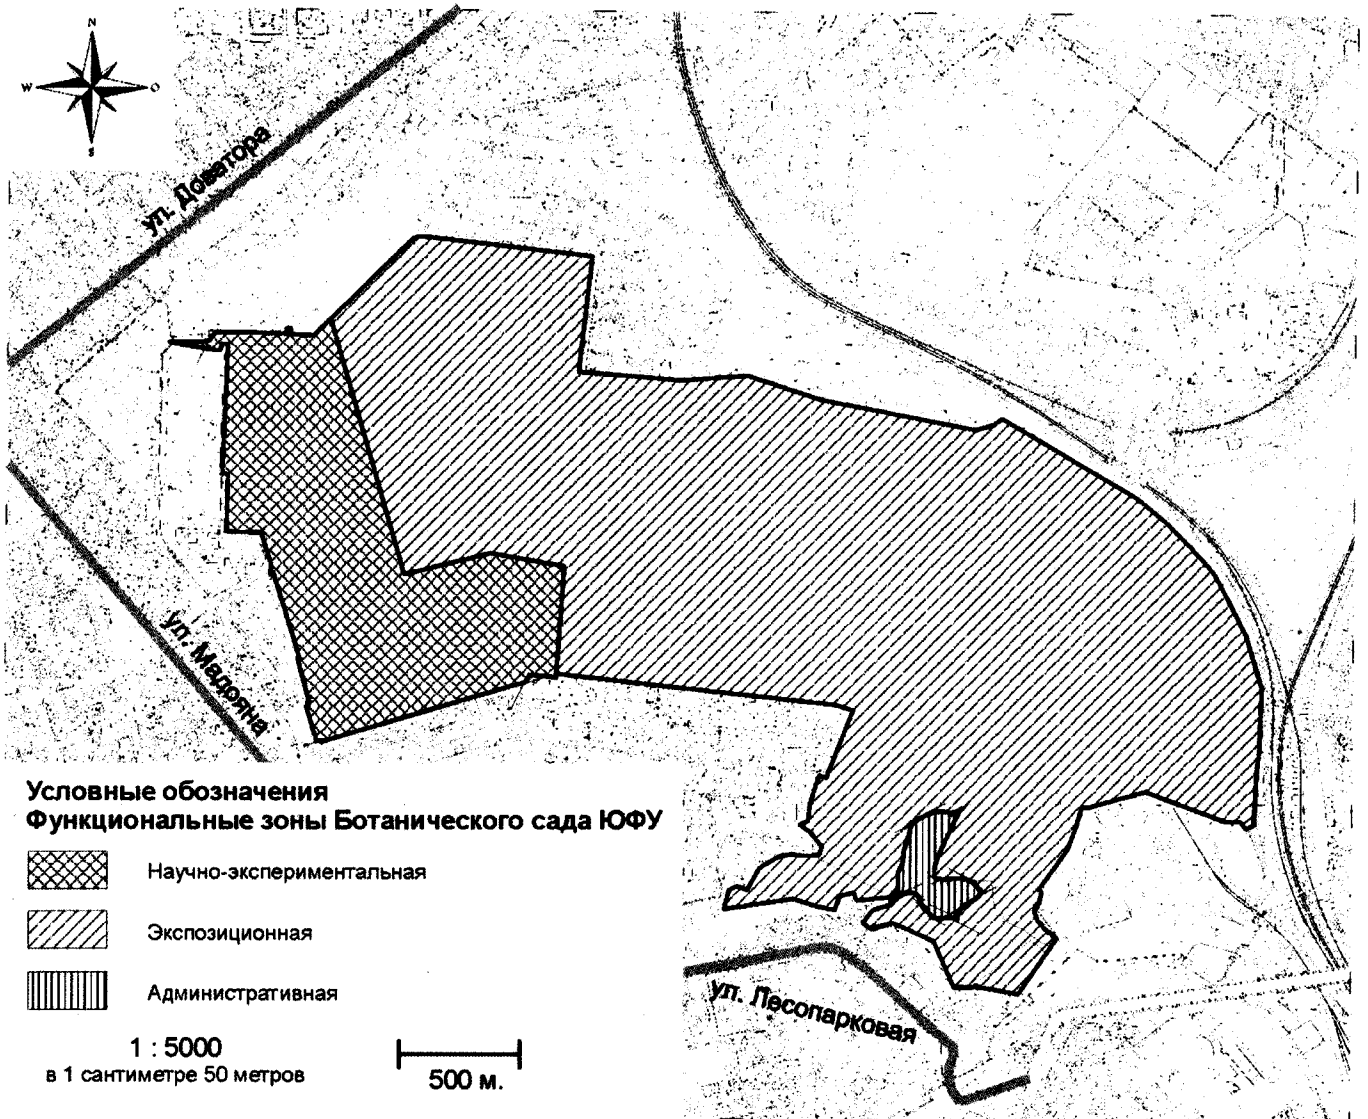 N
W
O
s
ул. Доватора
ул. Мадояна
Условные обозначения
Функциональные зоны Ботанического сада ЮФУ
Научно-экспериментальная
Экспозиционная
Административная
1 : 5000
в 1 сантиметре 50 метров
500 м.
ул. Лесопарковая